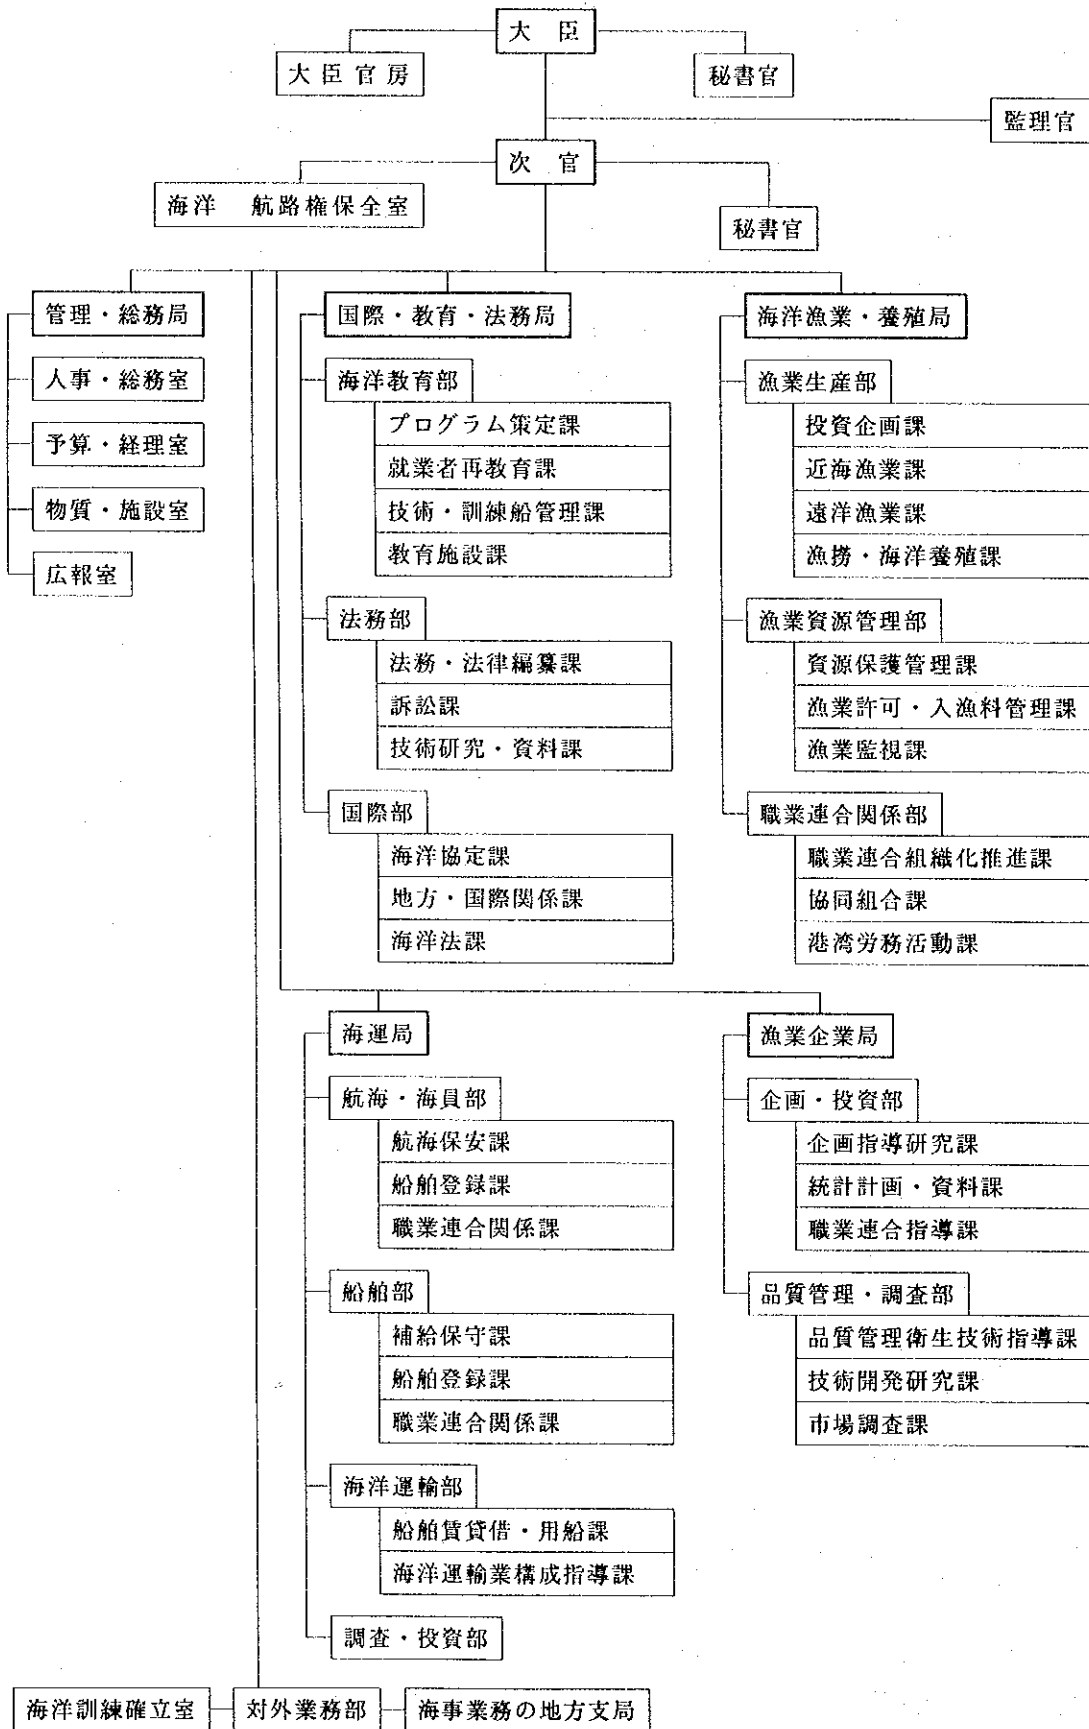 大臣
大臣官房
秘書官
監理官
次官
海洋 航路権保全室
秘書官
管理・総務局
人事・総務室
予算・経理室
物質・施設室
広報室
国際・教育・法務局
海洋教育部
プログラム策定課
就業者再教育課
技術・訓練船管理課
教育施設課
法務部
法務・法律編纂課
訴訟課
技術研究・資料課
国際部
海洋協定課
地方・国際関係課
海洋法課
海洋漁業・養殖局
漁業生産部
投資企画課
近海漁業課
遠洋漁業課
漁撈・海洋養殖課
漁業資源管理部
資源保護管理課
漁業許可・入漁料管理課
漁業監視課
職業連合関係部
職業連合組織化推進課
協同組合課
港湾労務活動課
海運局
航海・海員部
航海保安課
船舶登録課
職業連合関係課
船舶部
補給保守課
船舶登録課
職業連合関係課
海洋運輸部
船舶賃貸借・用船課
海洋運輸業構成指導課
調査・投資部
漁業企業局
企画・投資部
企画指導研究課
統計計画・資料課
職業連合指導課
品質管理・調査部
品質管理衛生技術指導課
技術開発研究課
市場調査課
海洋訓練確立室
対外業務部
海事業務の地方支局